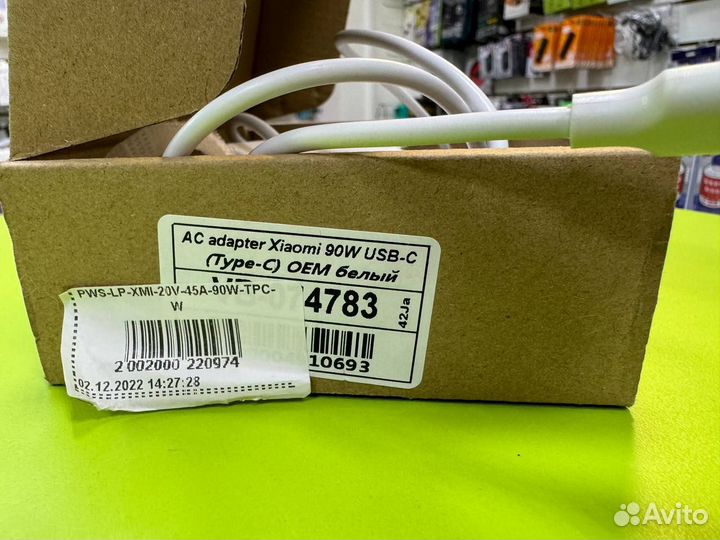 AC adapter Xiaomi 90W USB-C
(Type-C) OEM белый
4783
42Ja
10693
PWS-LP-XMI-20V-45A-90W-TPC-
W
2 002000 220974
02.12.2022 14:27:28
Avito